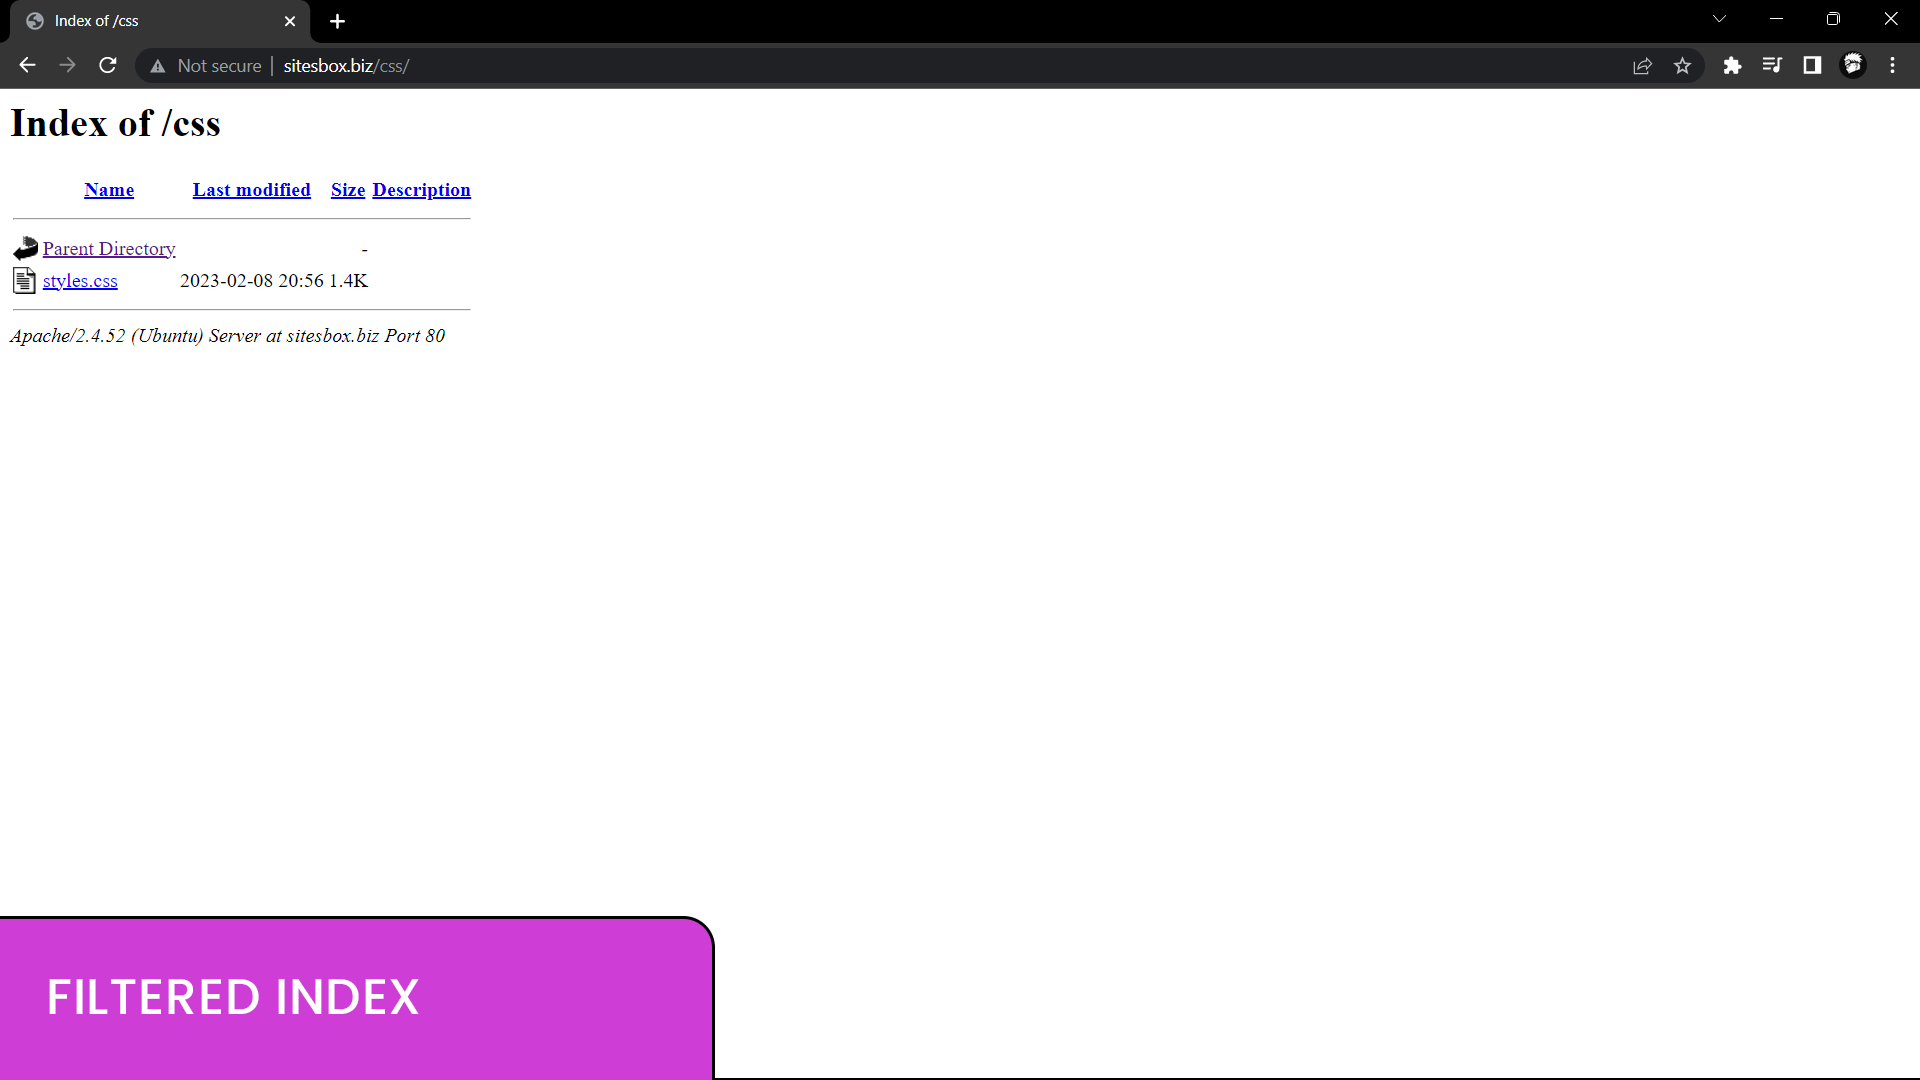 Index of /css
Not secure sitesbox.biz/css/
Index of /css
Name Last modified Size Description
Parent Directory -
styles.css 2023-02-08 20:56 1.4K
Apache/2.4.52 (Ubuntu) Server at sitesbox.biz Port 80
FILTERED INDEX